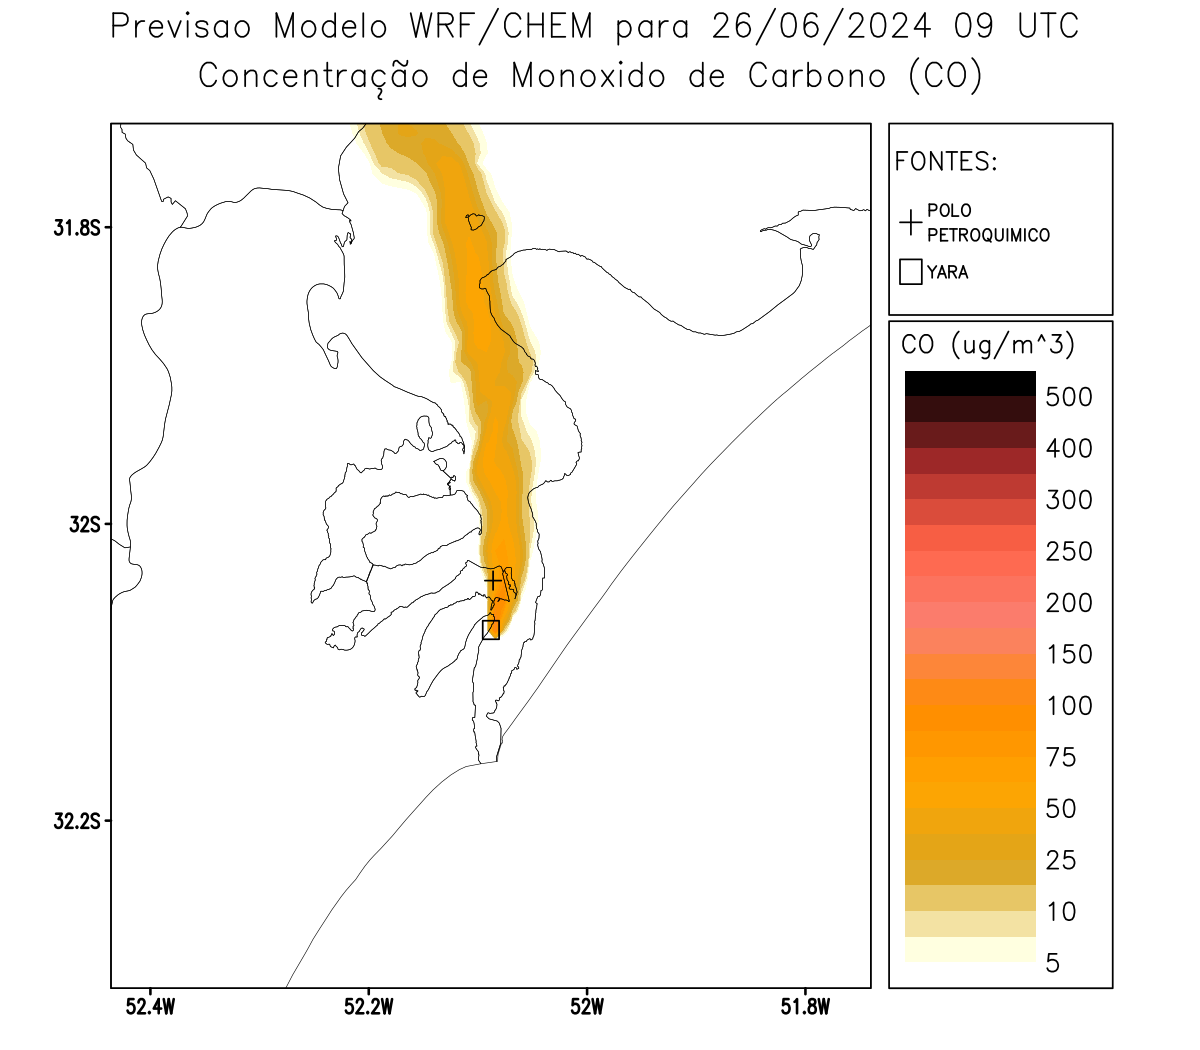 Previsao Modelo WRF/CHEM para 26/06/2024 09 UTC
Concentração de Monoxido de Carbono (CO)
FONTES:
POLO
PETROQUIMICO
YARA
CO (ug/m^3)
500
400
300
250
200
150
100
75
50
25
10
5
31.8S
32S
32.2S
52.4W
52.2W
52W
51.8W